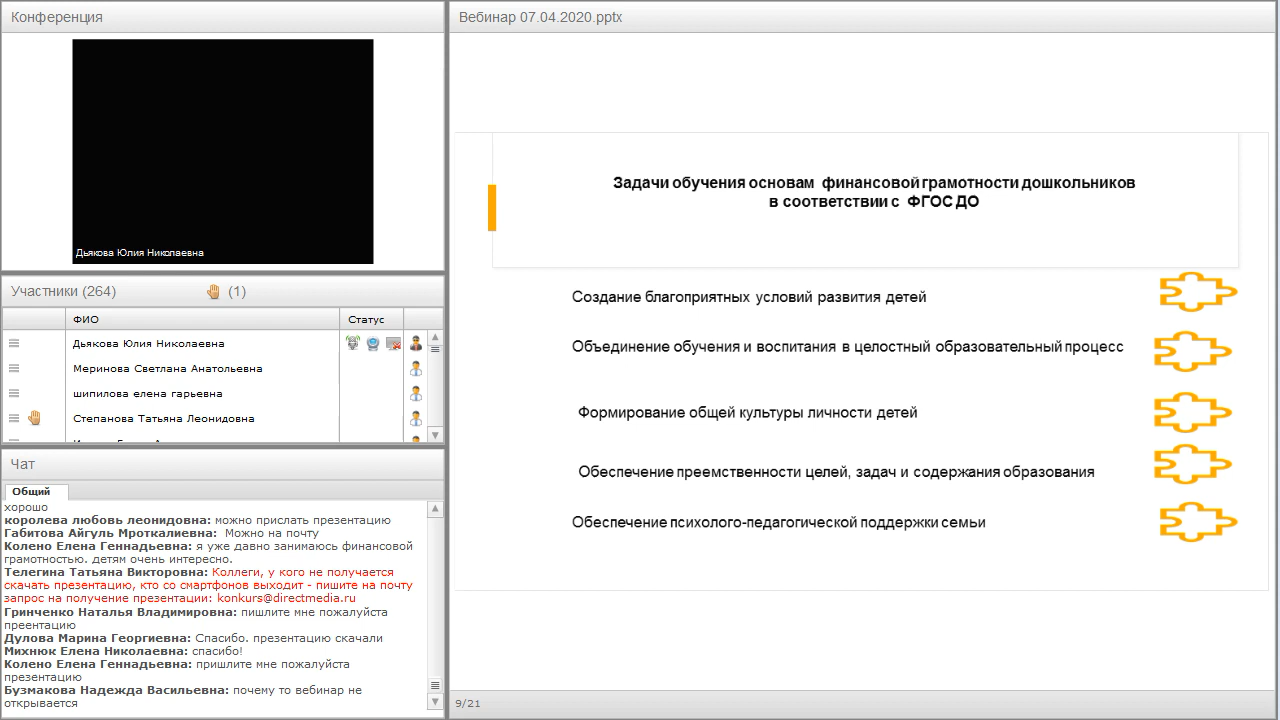 Конференция
Дьякова Юлия Николаевна
Участники (264)
(1)
ФИО
Статус
Дьякова Юлия Николаевна
Меринова Светлана Анатольевна
шипилова елена гарьевна
Степанова Татьяна Леонидовна
Чат
Общий
хорошо
королева любовь леонидовна: можно прислать презентацию
Габитова Айгуль Мроткалиевна: Можно на почту
Колено Елена Геннадьевна: я уже давно занимаюсь финансовой
грамотностью. детям очень интересно.
Телегина Татьяна Викторовна: Коллеги, у кого не получается
скачать презентацию, кто со смартфонов выходит - пишите на почту
запрос на получение презентации: konkurs@directmedia.ru
Гринченко Наталья Владимировна: пишлите мне пожалуйста
преентацию
Дулова Марина Георгиевна: Спасибо. презентацию скачали
Михнюк Елена Николаевна: спасибо!
Колено Елена Геннадьевна: пришлите мне пожалуйста
презентацию
Бузмакова Надежда Васильевна: почему то вебинар не
открывается
Вебинар 07.04.2020.pptx
Задачи обучения основам финансовой грамотности дошкольников
в соответствии с ФГОС ДО
Создание благоприятных условий развития детей
Объединение обучения и воспитания в целостный образовательный процесс
Формирование общей культуры личности детей
Обеспечение преемственности целей, задач и содержания образования
Обеспечение психолого-педагогической поддержки семьи
9/21